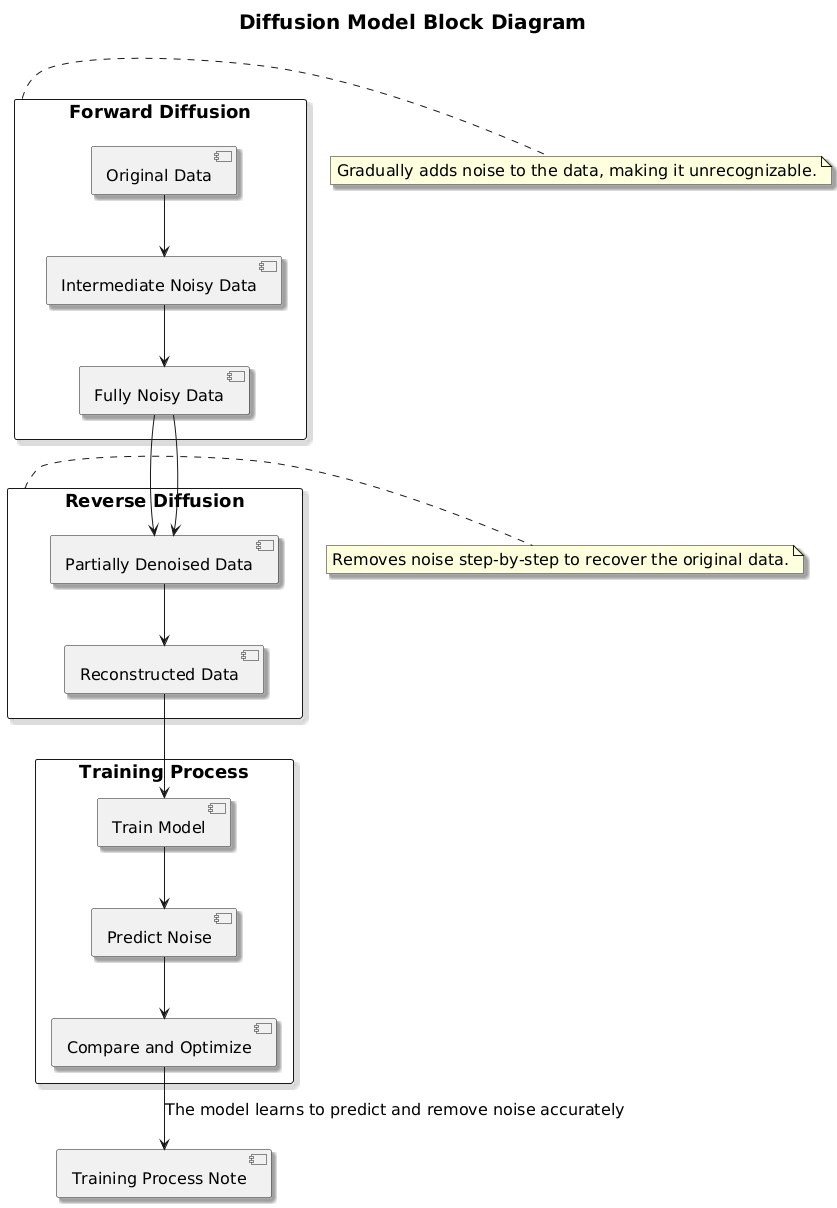 Diffusion Model Block Diagram
Forward Diffusion
Original Data
Gradually adds noise to the data, making it unrecognizable.
Intermediate Noisy Data
Fully Noisy Data
Reverse Diffusion
Partially Denoised Data
Removes noise step-by-step to recover the original data.
Reconstructed Data
Training Process
Train Model
Predict Noise
Compare and Optimize
The model learns to predict and remove noise accurately
Training Process Note